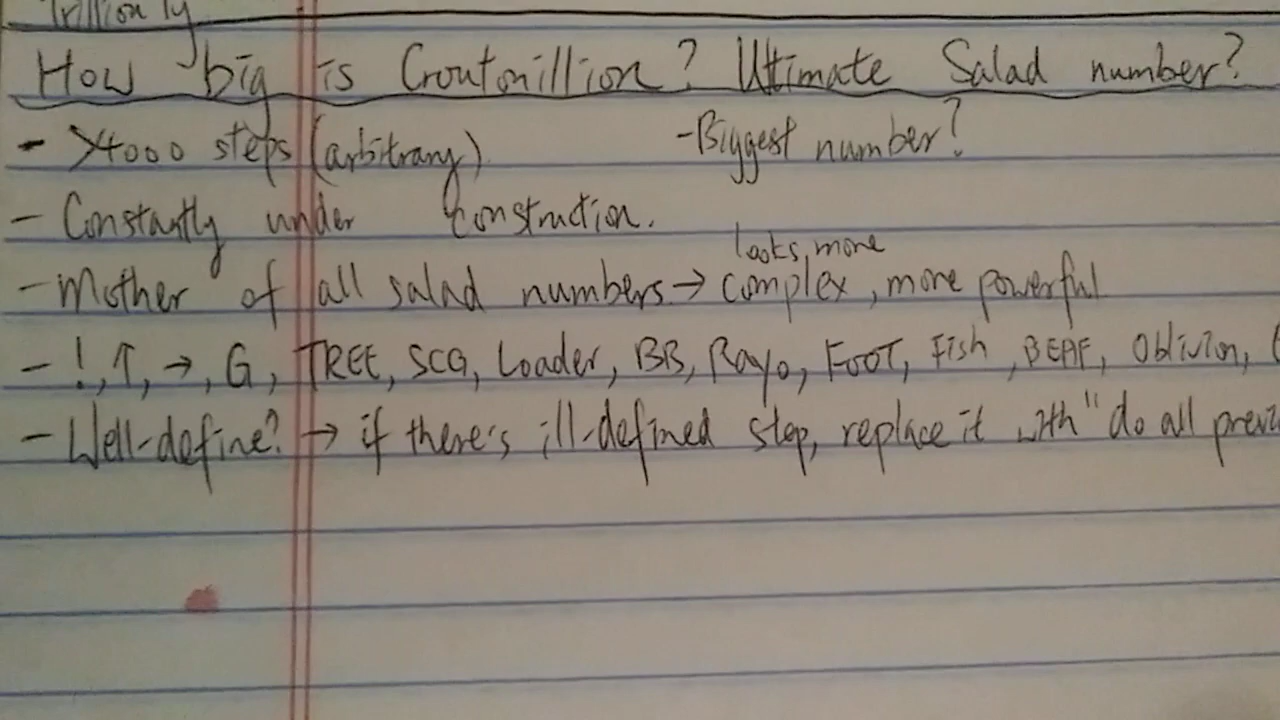 Trillion ly
How big is Croutonillion? Ultimate Salad number?
- >4000 steps (arbitrary) - Biggest number?
- Constantly under construction.
looks more
- Mother of all salad numbers → complex, more powerful
- !, ↑, →, G, TREE, SCG, Loader, BB, Rayo, FOOT, Fish, BEAF, Oblivion,
- Well-define? → if there's ill-defined step, replace it with "do all previ